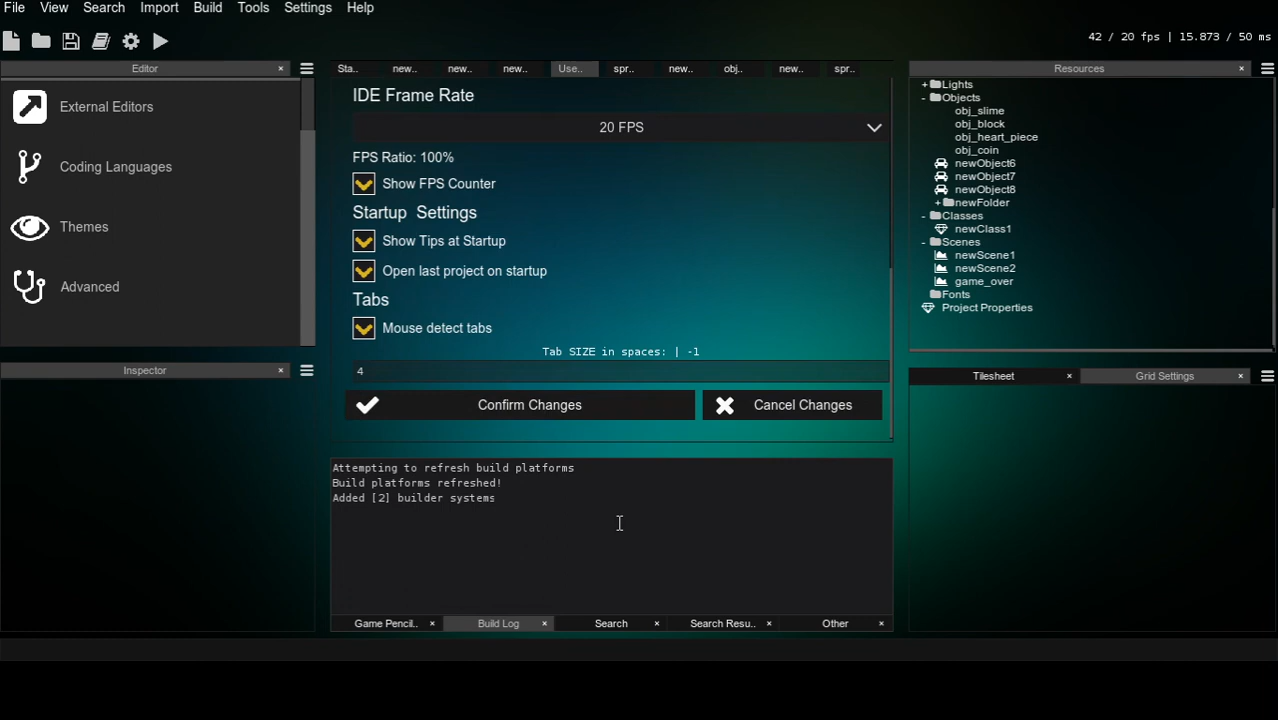 File View Search Import Build Tools Settings Help
42 / 20 fps | 15.873 / 50 ms
Editor ×
External Editors
Coding Languages
Themes
Advanced
Inspector ×
Sta.. new.. new.. new.. Use.. spr.. new.. obj.. new.. spr..
IDE Frame Rate
20 FPS
FPS Ratio: 100%
Show FPS Counter
Startup Settings
Show Tips at Startup
Open last project on startup
Tabs
Mouse detect tabs
Tab SIZE in spaces: | -1
4
Confirm Changes Cancel Changes
Attempting to refresh build platforms
Build platforms refreshed!
Added [2] builder systems
Game Pencil.. × Build Log × Search × Search Resu.. × Other ×
Resources ×
+Lights
-Objects
obj_slime
obj_block
obj_heart_piece
obj_coin
newObject6
newObject7
newObject8
+newFolder
-Classes
newClass1
-Scenes
newScene1
newScene2
game_over
Fonts
Project Properties
Tilesheet × Grid Settings ×